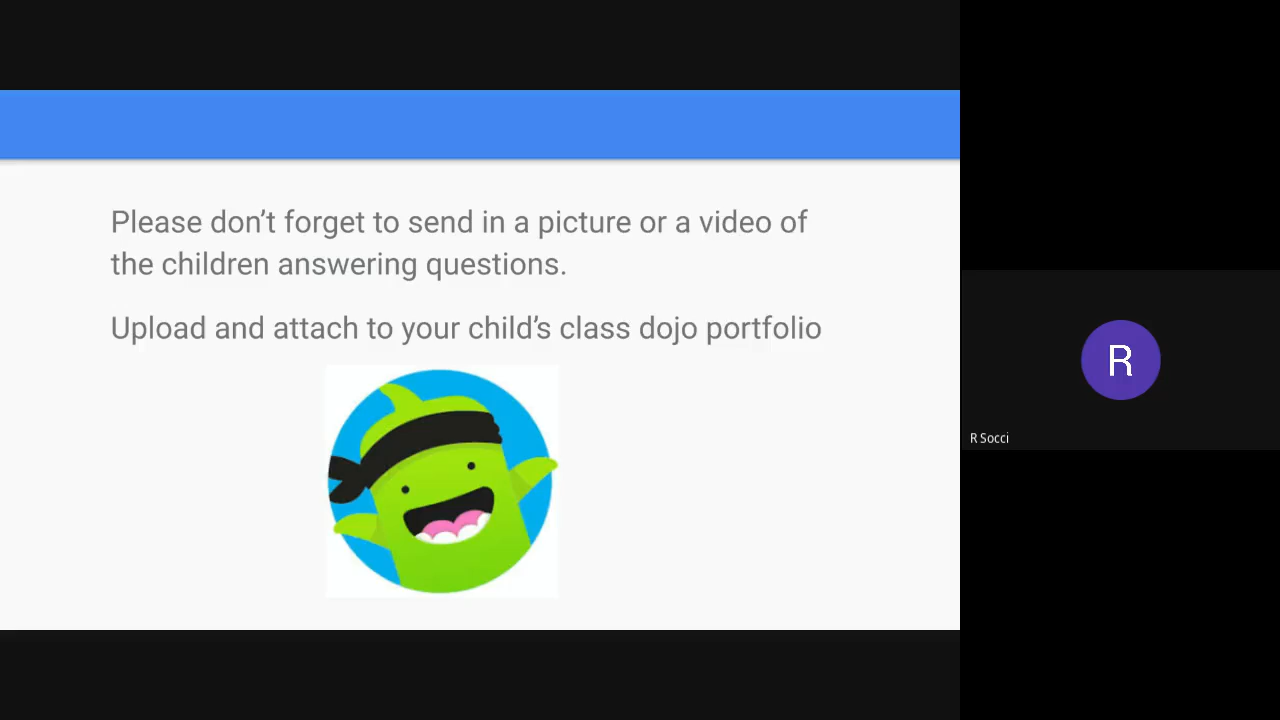 Please don’t forget to send in a picture or a video of
the children answering questions.
Upload and attach to your child’s class dojo portfolio
R
R Socci